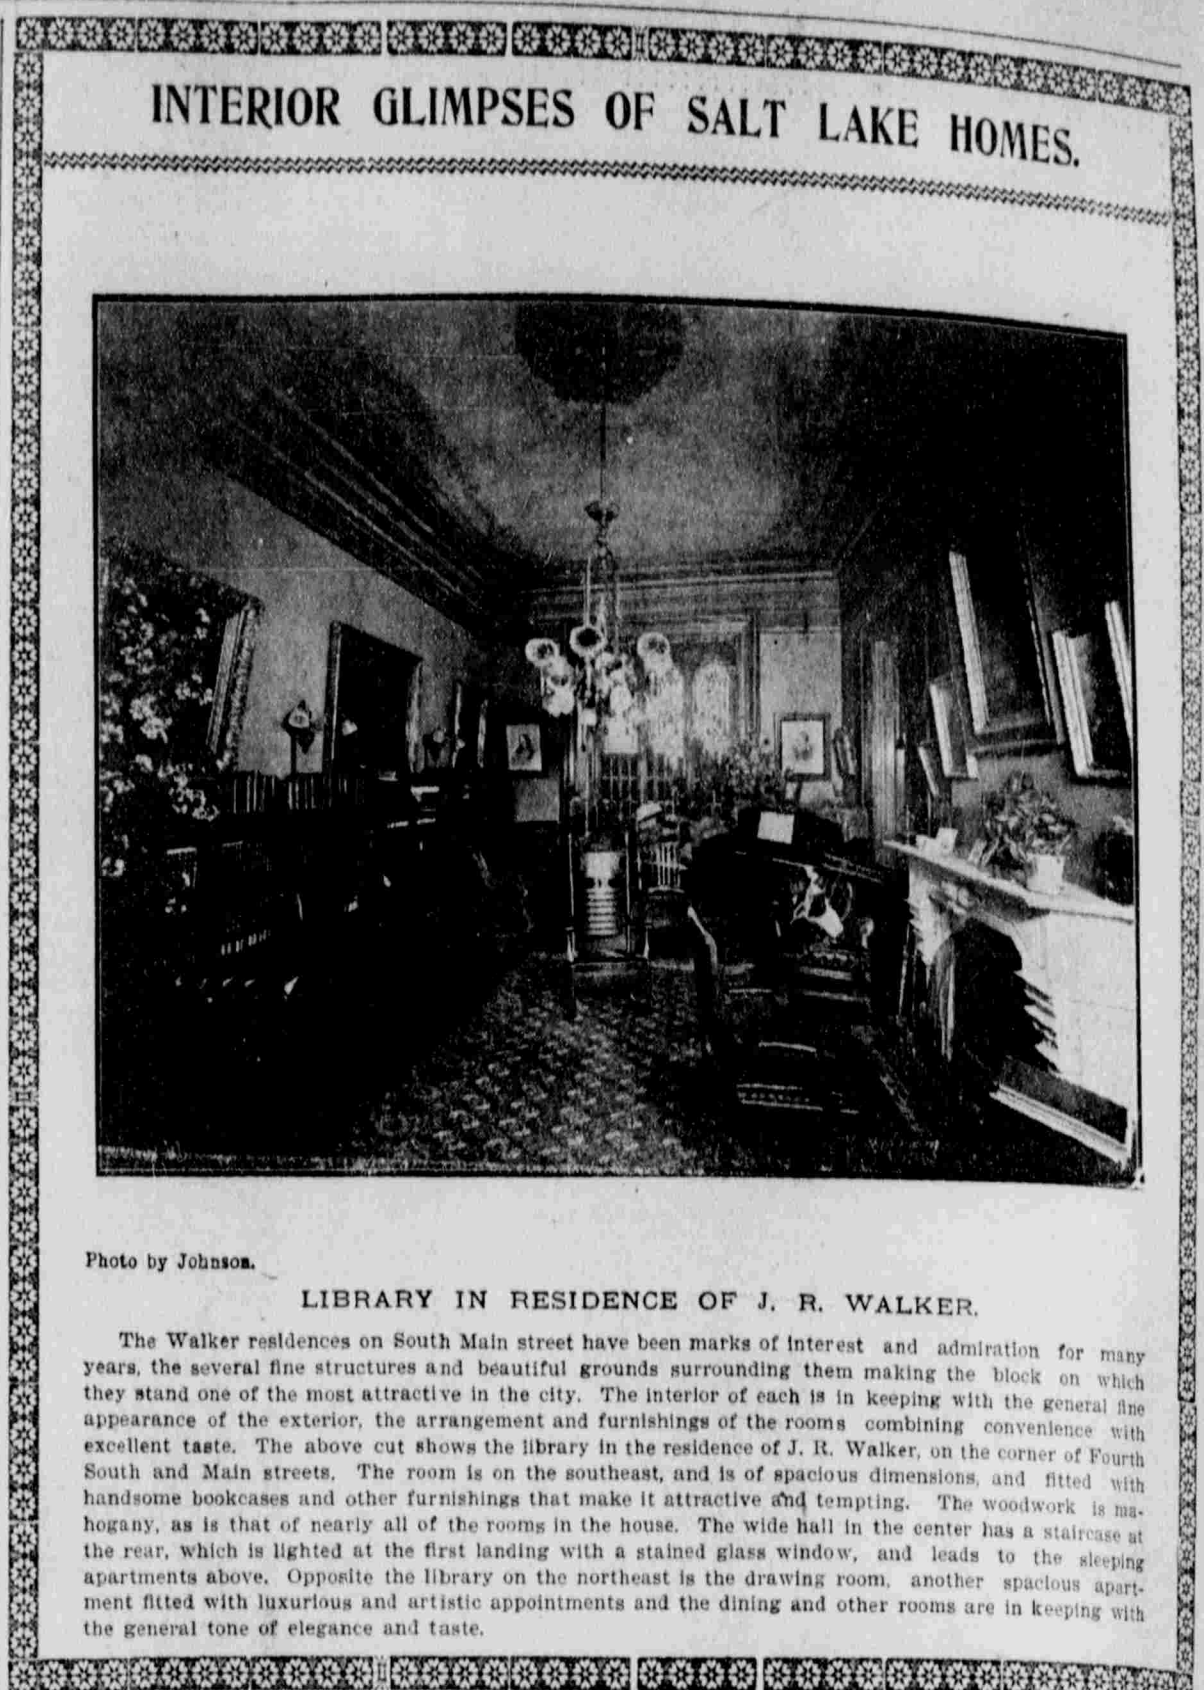 INTERIOR GLIMPSES OF SALT LAKE HOMES.
Photo by Johnson.
LIBRARY IN RESIDENCE OF J. R. WALKER.
The Walker residences on South Main street have been marks of interest and admiration for many
years, the several fine structures and beautiful grounds surrounding them making the block on which
they stand one of the most attractive in the city. The interior of each is in keeping with the general fine
appearance of the exterior, the arrangement and furnishings of the rooms combining convenience with
excellent taste. The above cut shows the library in the residence of J. R. Walker, on the corner of Fourth
South and Main streets. The room is on the southeast, and is of spacious dimensions, and fitted with
handsome bookcases and other furnishings that make it attractive and tempting. The woodwork is ma-
hogany, as is that of nearly all of the rooms in the house. The wide hall in the center has a staircase at
the rear, which is lighted at the first landing with a stained glass window, and leads to the sleeping
apartments above. Opposite the library on the northeast is the drawing room, another spacious apart-
ment fitted with luxurious and artistic appointments and the dining and other rooms are in keeping with
the general tone of elegance and taste.